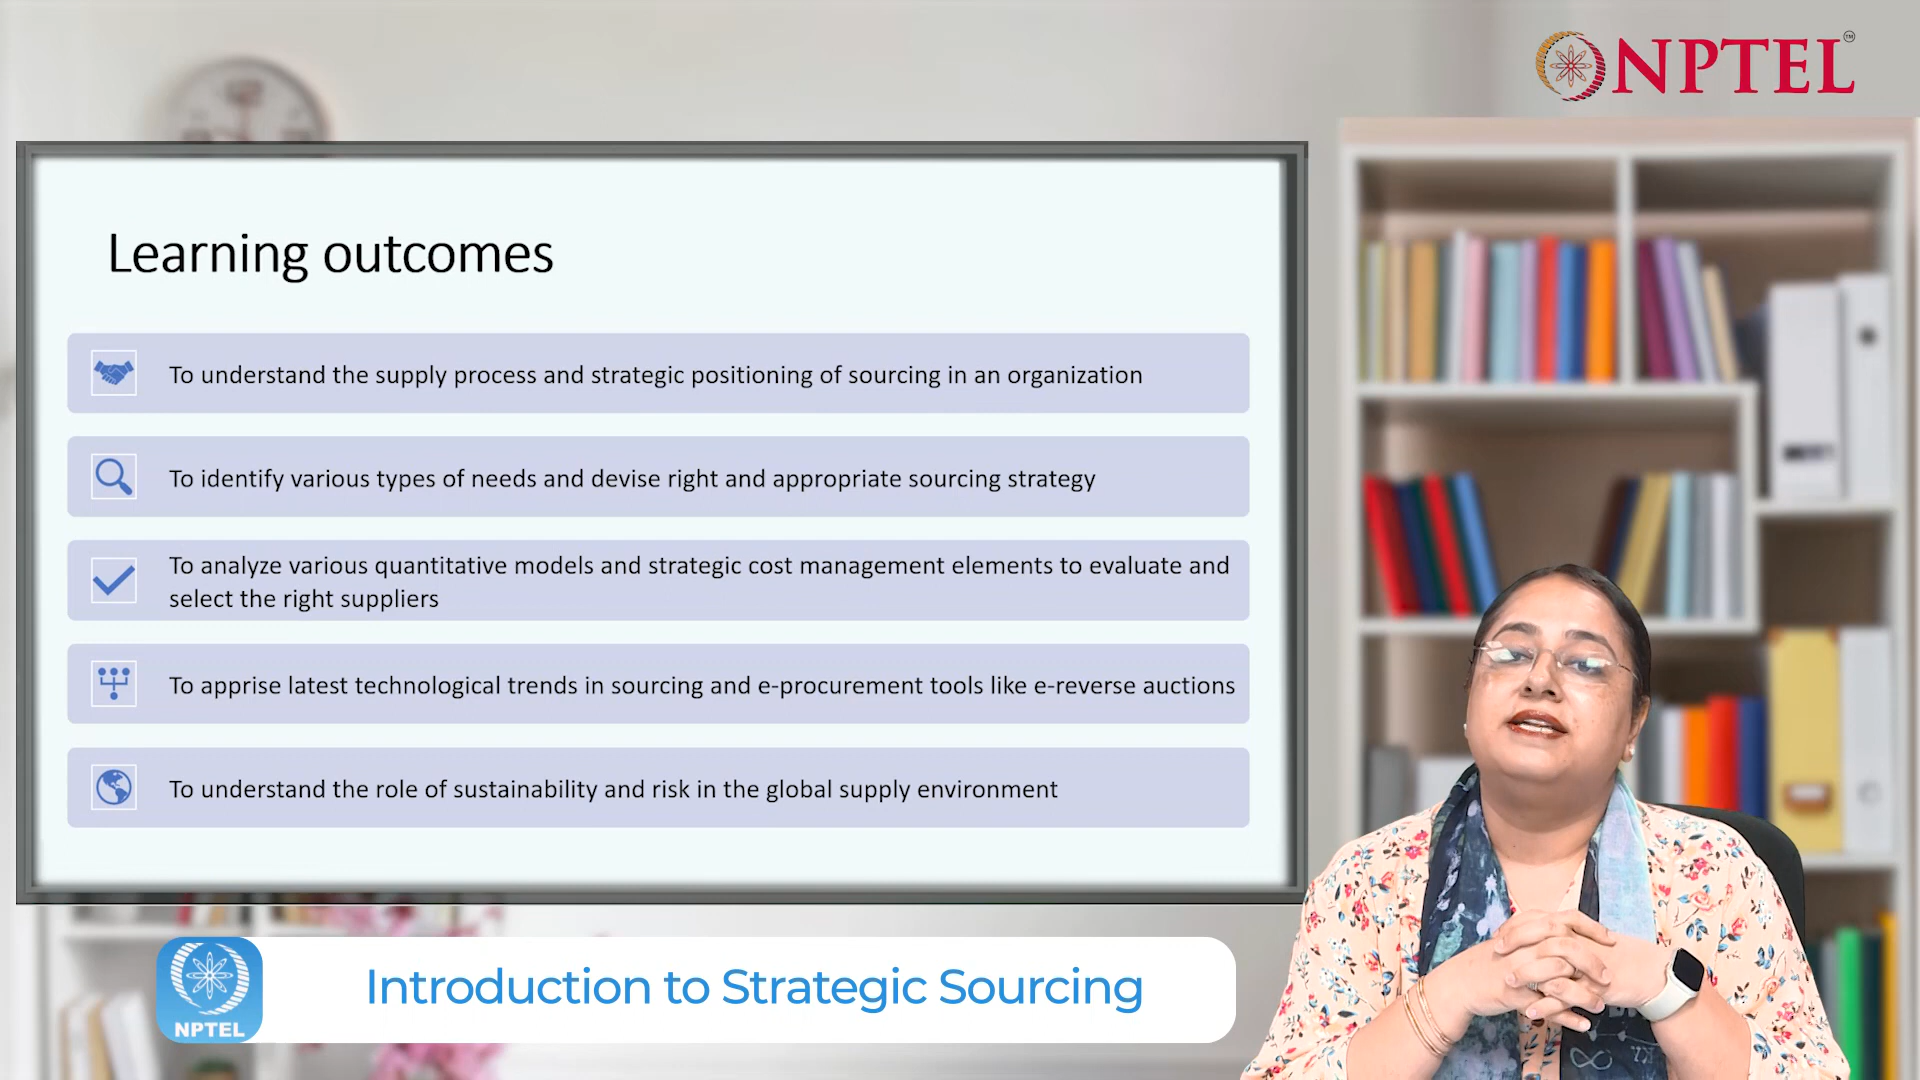 NPTEL
TM
Learning outcomes
To understand the supply process and strategic positioning of sourcing in an organization
To identify various types of needs and devise right and appropriate sourcing strategy
To analyze various quantitative models and strategic cost management elements to evaluate and
select the right suppliers
To apprise latest technological trends in sourcing and e-procurement tools like e-reverse auctions
To understand the role of sustainability and risk in the global supply environment
NPTEL
Introduction to Strategic Sourcing